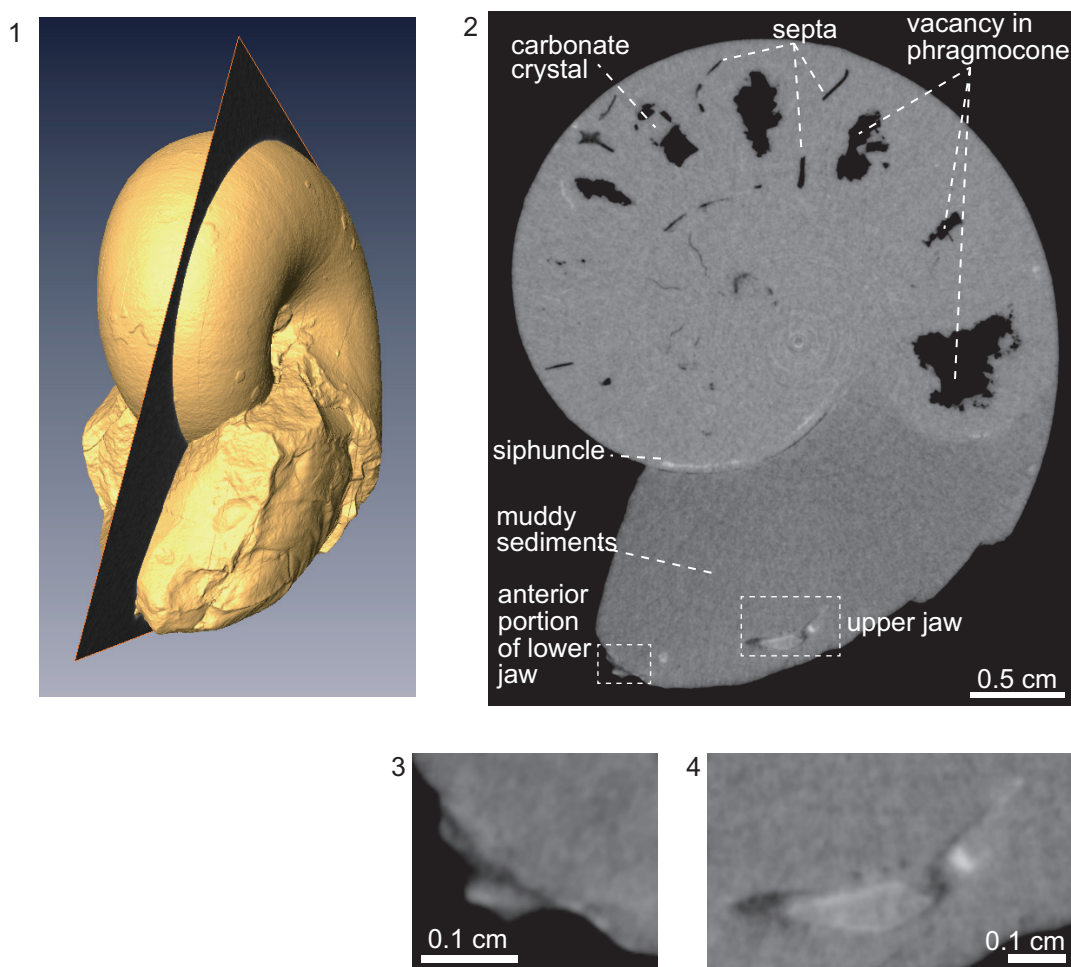 1
2
carbonate
crystal
septa
vacancy in
phragmocone
siphuncle
muddy
sediments
anterior
portion
of lower
jaw
upper jaw
0.5 cm
3
0.1 cm
4
0.1 cm